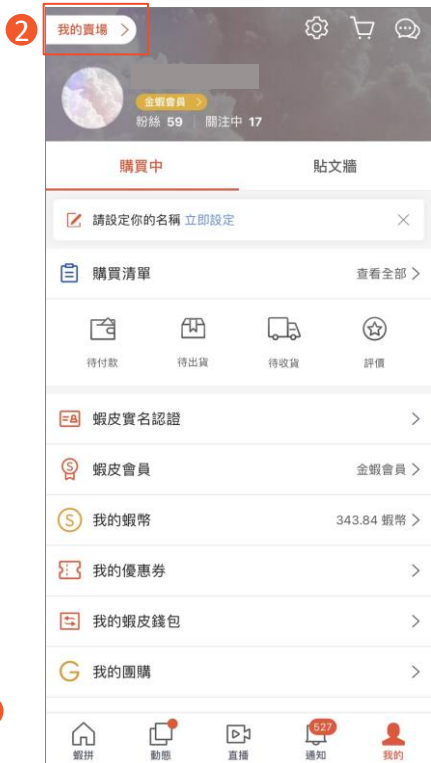 2
我的賣場 >
金蝦會員 >
粉絲 59 關注中 17
購買中 貼文牆
請設定你的名稱 立即設定
購買清單 查看全部 >
待付款 待出貨 待收貨 評價
蝦皮實名認證 >
蝦皮會員 金蝦會員 >
我的蝦幣 343.84 蝦幣 >
我的優惠券 >
我的蝦皮錢包 >
我的團購 >
527
蝦拼 動態 直播 通知 我的